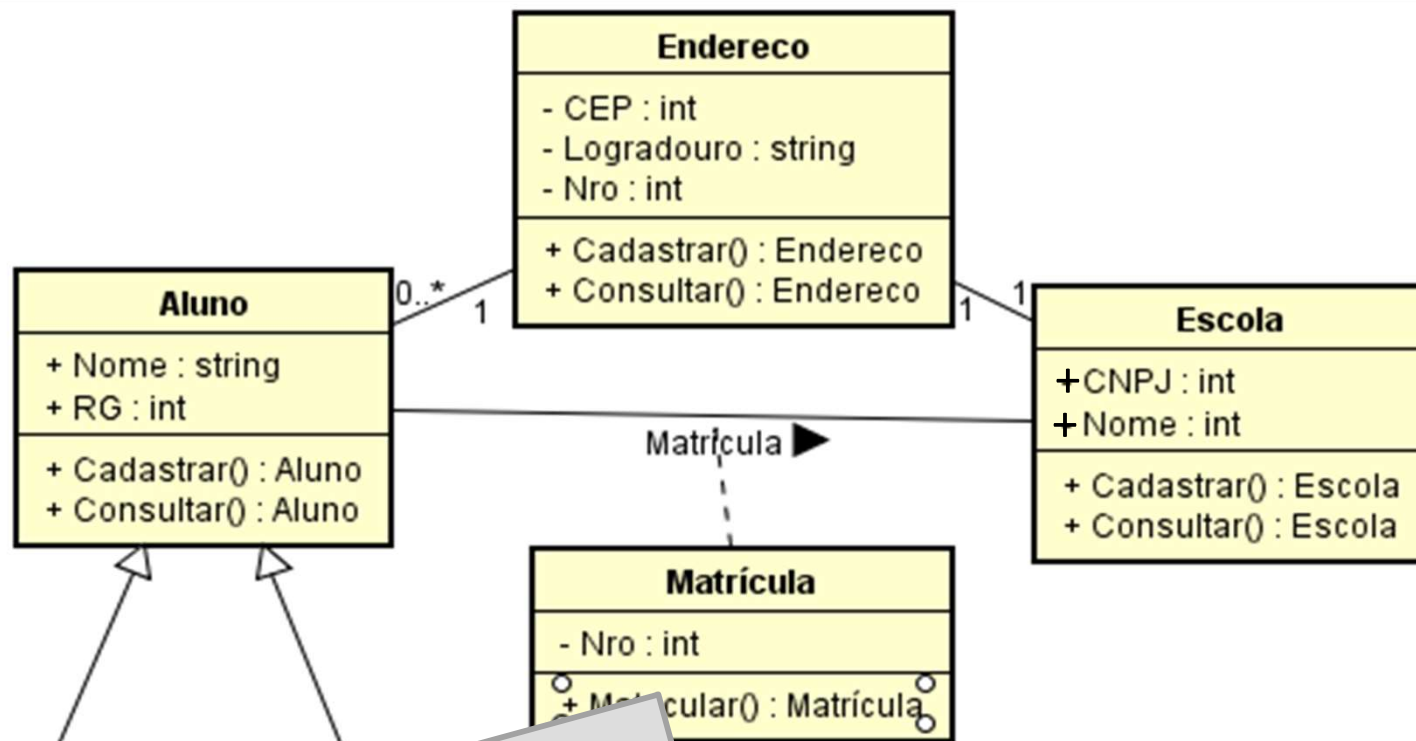 Endereco
- CEP : int
- Logradouro : string
- Nro : int
+ Cadastrar() : Endereco
+ Consultar() : Endereco
0..*
1
1
1
Aluno
+ Nome : string
+ RG : int
+ Cadastrar() : Aluno
+ Consultar() : Aluno
Escola
+ CNPJ : int
+ Nome : int
+ Cadastrar() : Escola
+ Consultar() : Escola
Matrícula
Matrícula
- Nro : int
+ : Matrícula